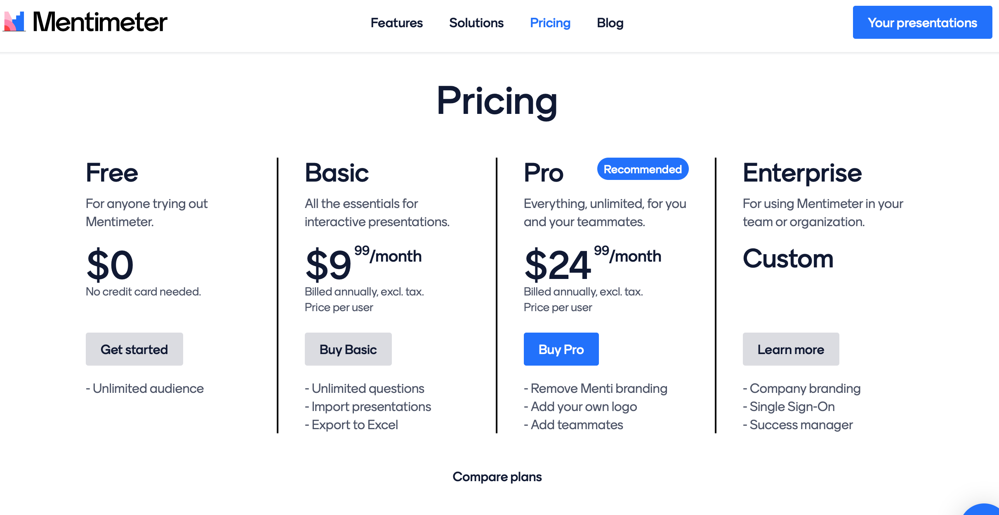 Mentimeter
Features
Solutions
Pricing
Blog
Your presentations
Pricing
Free
For anyone trying out
Mentimeter.
$0
No credit card needed.
Get started
- Unlimited audience
Basic
All the essentials for
interactive presentations.
$9 99/month
Billed annually, excl. tax.
Price per user
Buy Basic
- Unlimited questions
- Import presentations
- Export to Excel
Pro
Recommended
Everything, unlimited, for you
and your teammates.
$24 99/month
Billed annually, excl. tax.
Price per user
Buy Pro
- Remove Menti branding
- Add your own logo
- Add teammates
Enterprise
For using Mentimeter in your
team or organization.
Custom
Learn more
- Company branding
- Single Sign-On
- Success manager
Compare plans